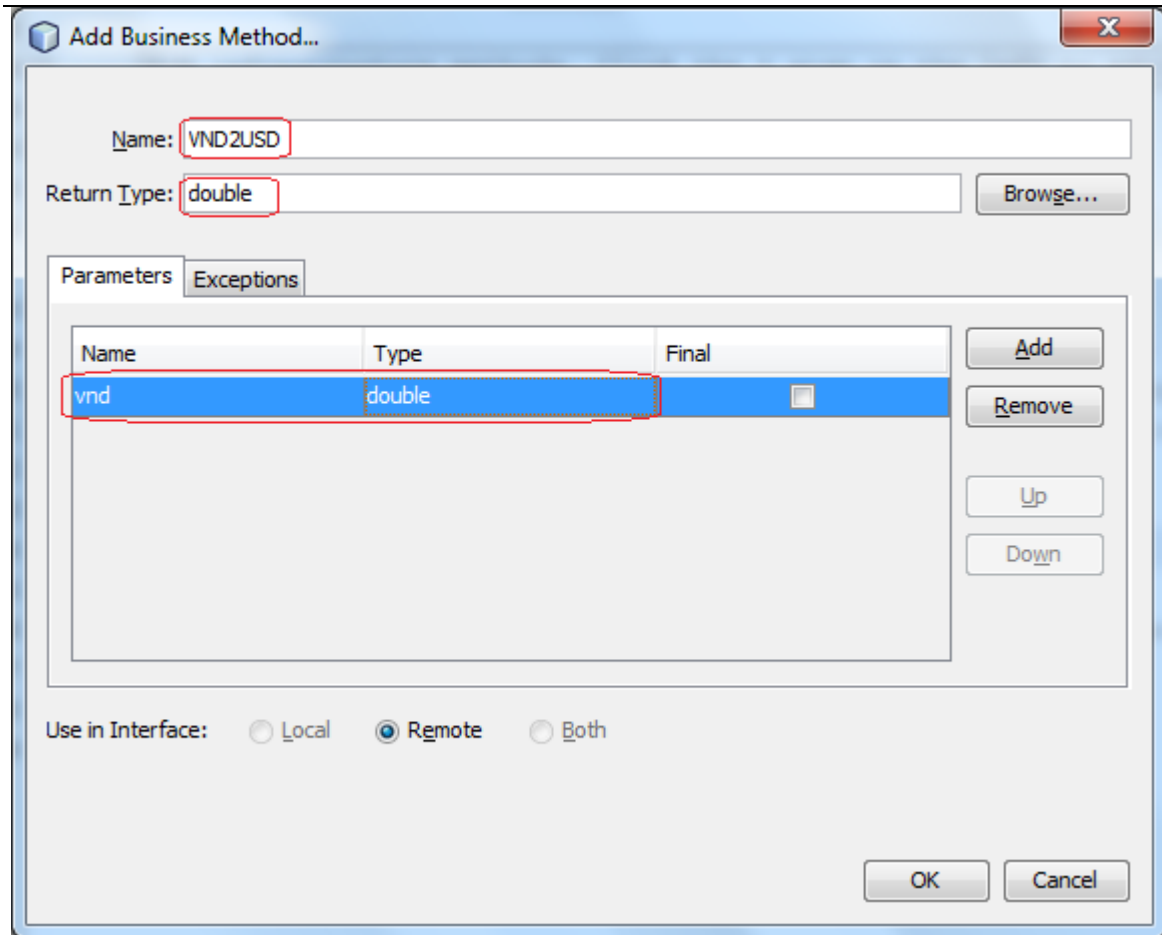 Add Business Method...
Name: VND2USD
Return Type: double Browse...
Parameters Exceptions
Name Type Final Add
vnd double
Remove
Up
Down
Use in Interface: Local Remote Both
OK Cancel